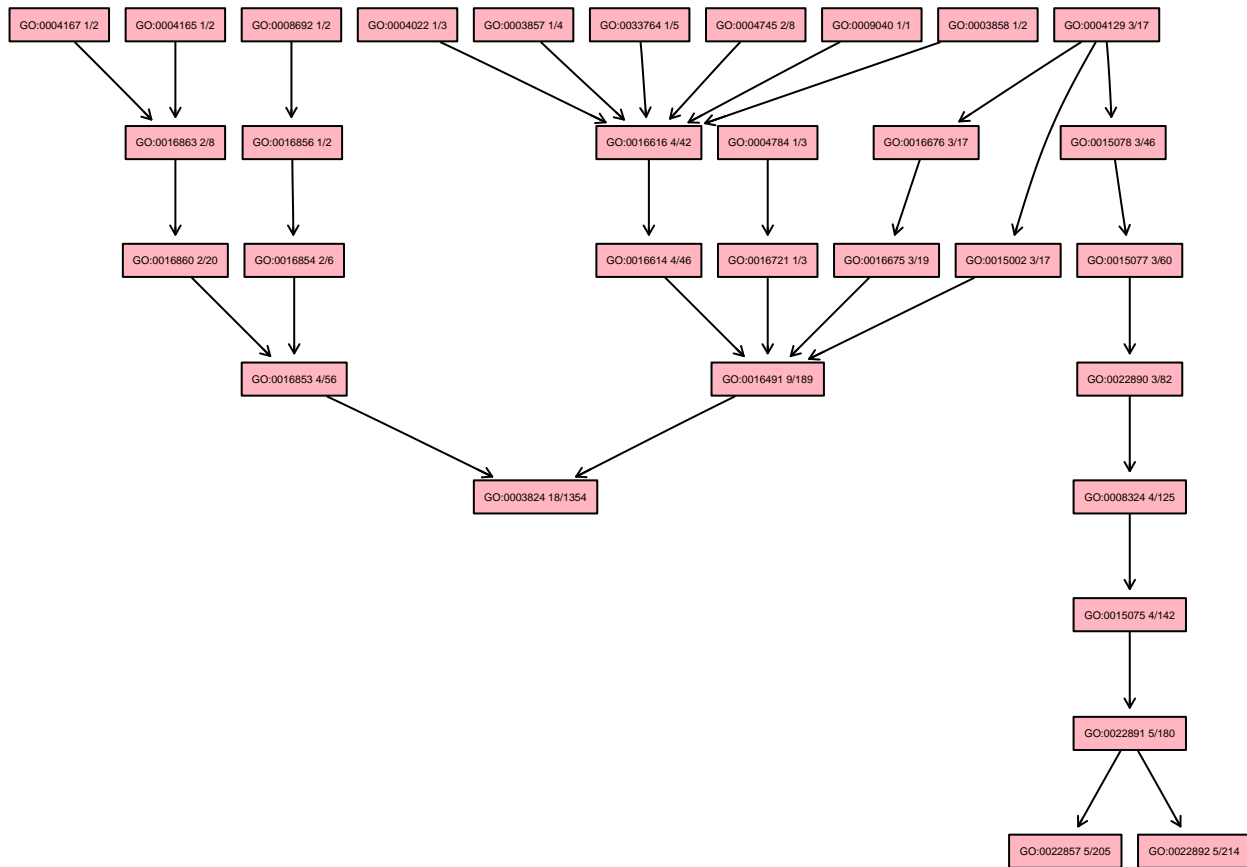 GO:0004167 1/2
GO:0004165 1/2
GO:0008692 1/2
GO:0004022 1/3
GO:0003857 1/4
GO:0033764 1/5
GO:0004745 2/8
GO:0009040 1/1
GO:0003858 1/2
GO:0004129 3/17
GO:0016863 2/8
GO:0016856 1/2
GO:0016616 4/42
GO:0004784 1/3
GO:0016676 3/17
GO:0015078 3/46
GO:0016860 2/20
GO:0016854 2/6
GO:0016614 4/46
GO:0016721 1/3
GO:0016675 3/19
GO:0015002 3/17
GO:0015077 3/60
GO:0016853 4/56
GO:0016491 9/189
GO:0022890 3/82
GO:0003824 18/1354
GO:0008324 4/125
GO:0015075 4/142
GO:0022891 5/180
GO:0022857 5/205
GO:0022892 5/214